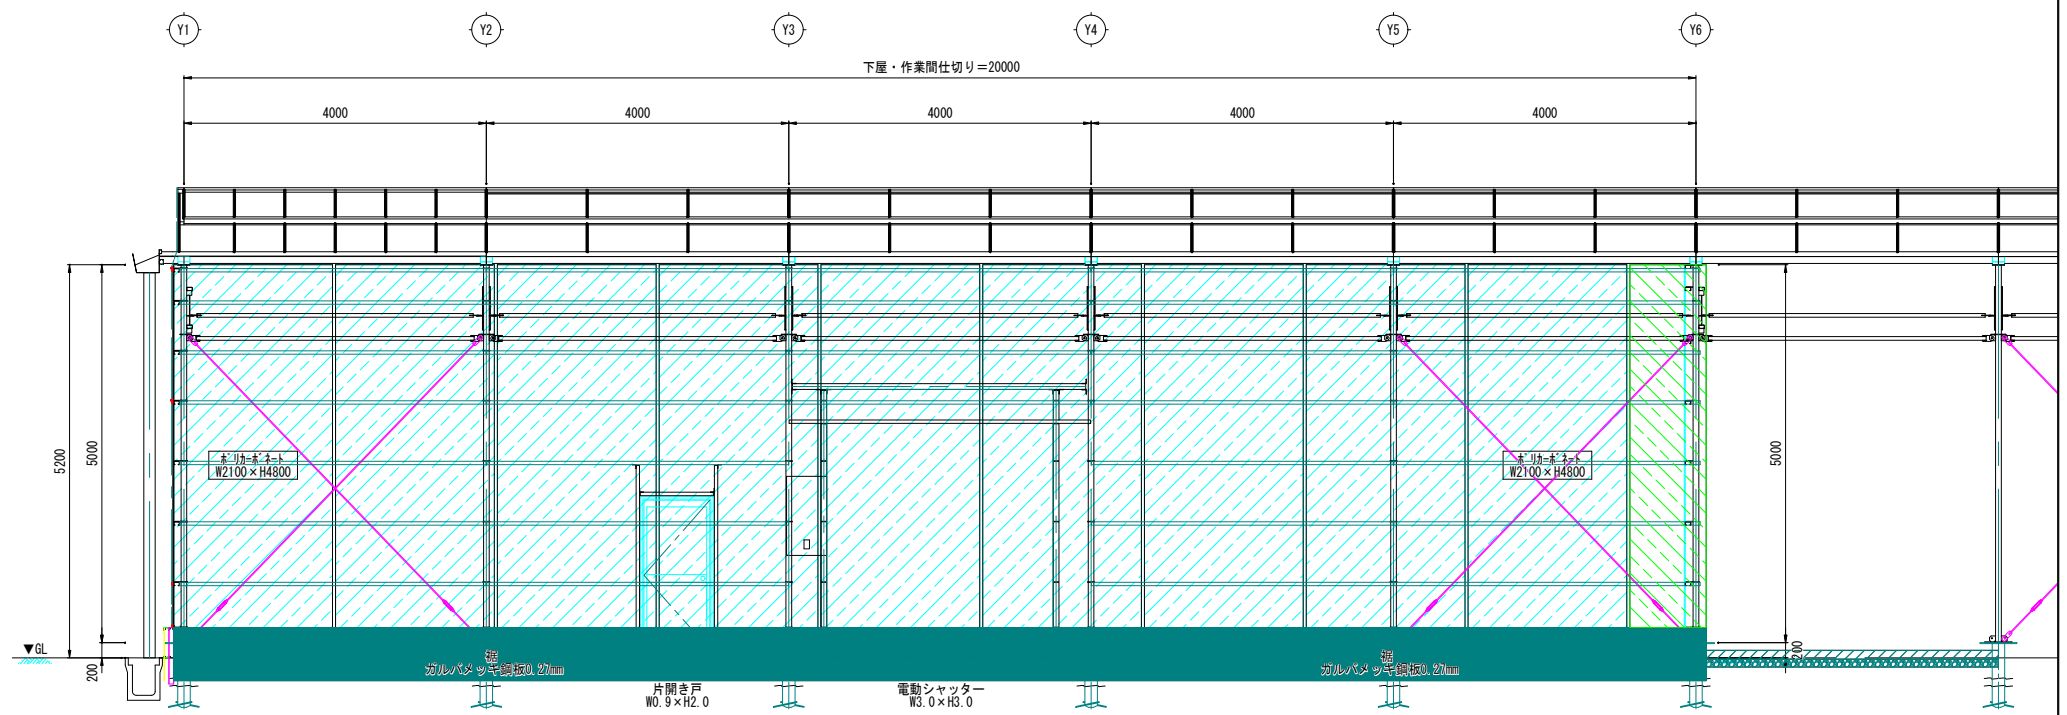 Y1 Y2 Y3 Y4 Y5 Y6
下屋・作業間仕切り=20000
4000 4000 4000 4000 4000
5200
5000
5000
ポリカーボネート
W2100×H4800
ポリカーボネート
W2100×H4800
▼GL
200
200
裾
ガルバメッキ鋼板0.27mm
裾
ガルバメッキ鋼板0.27mm
片開き戸
W0.9×H2.0
電動シャッター
W3.0×H3.0